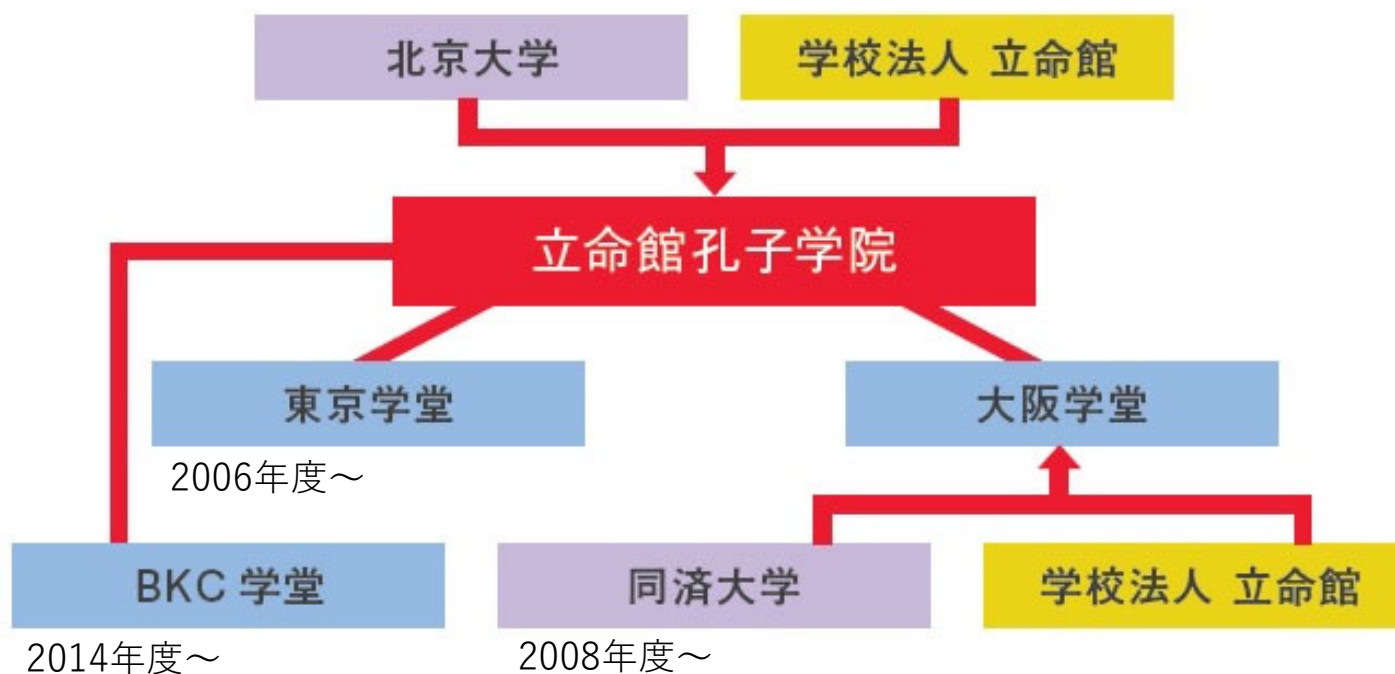 北京大学
学校法人 立命館
立命館孔子学院
東京学堂
大阪学堂
2006年度～
BKC 学堂
同済大学
学校法人 立命館
2014年度～
2008年度～